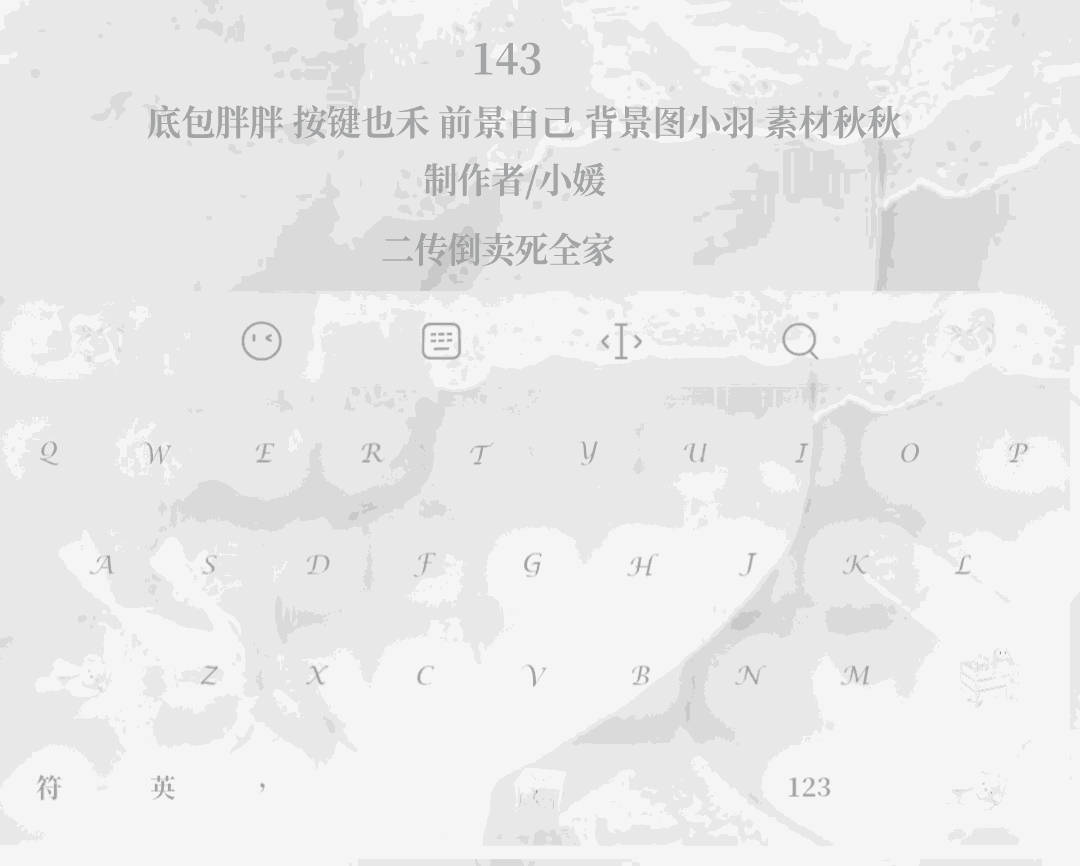 143
底包胖胖 按键也禾 前景自己 背景图小羽 素材秋秋
制作者/小媛
二传倒卖死全家
Q W E R T Y U I O P
A S D F G H J K L
Z X C V B N M
符 英 , 123